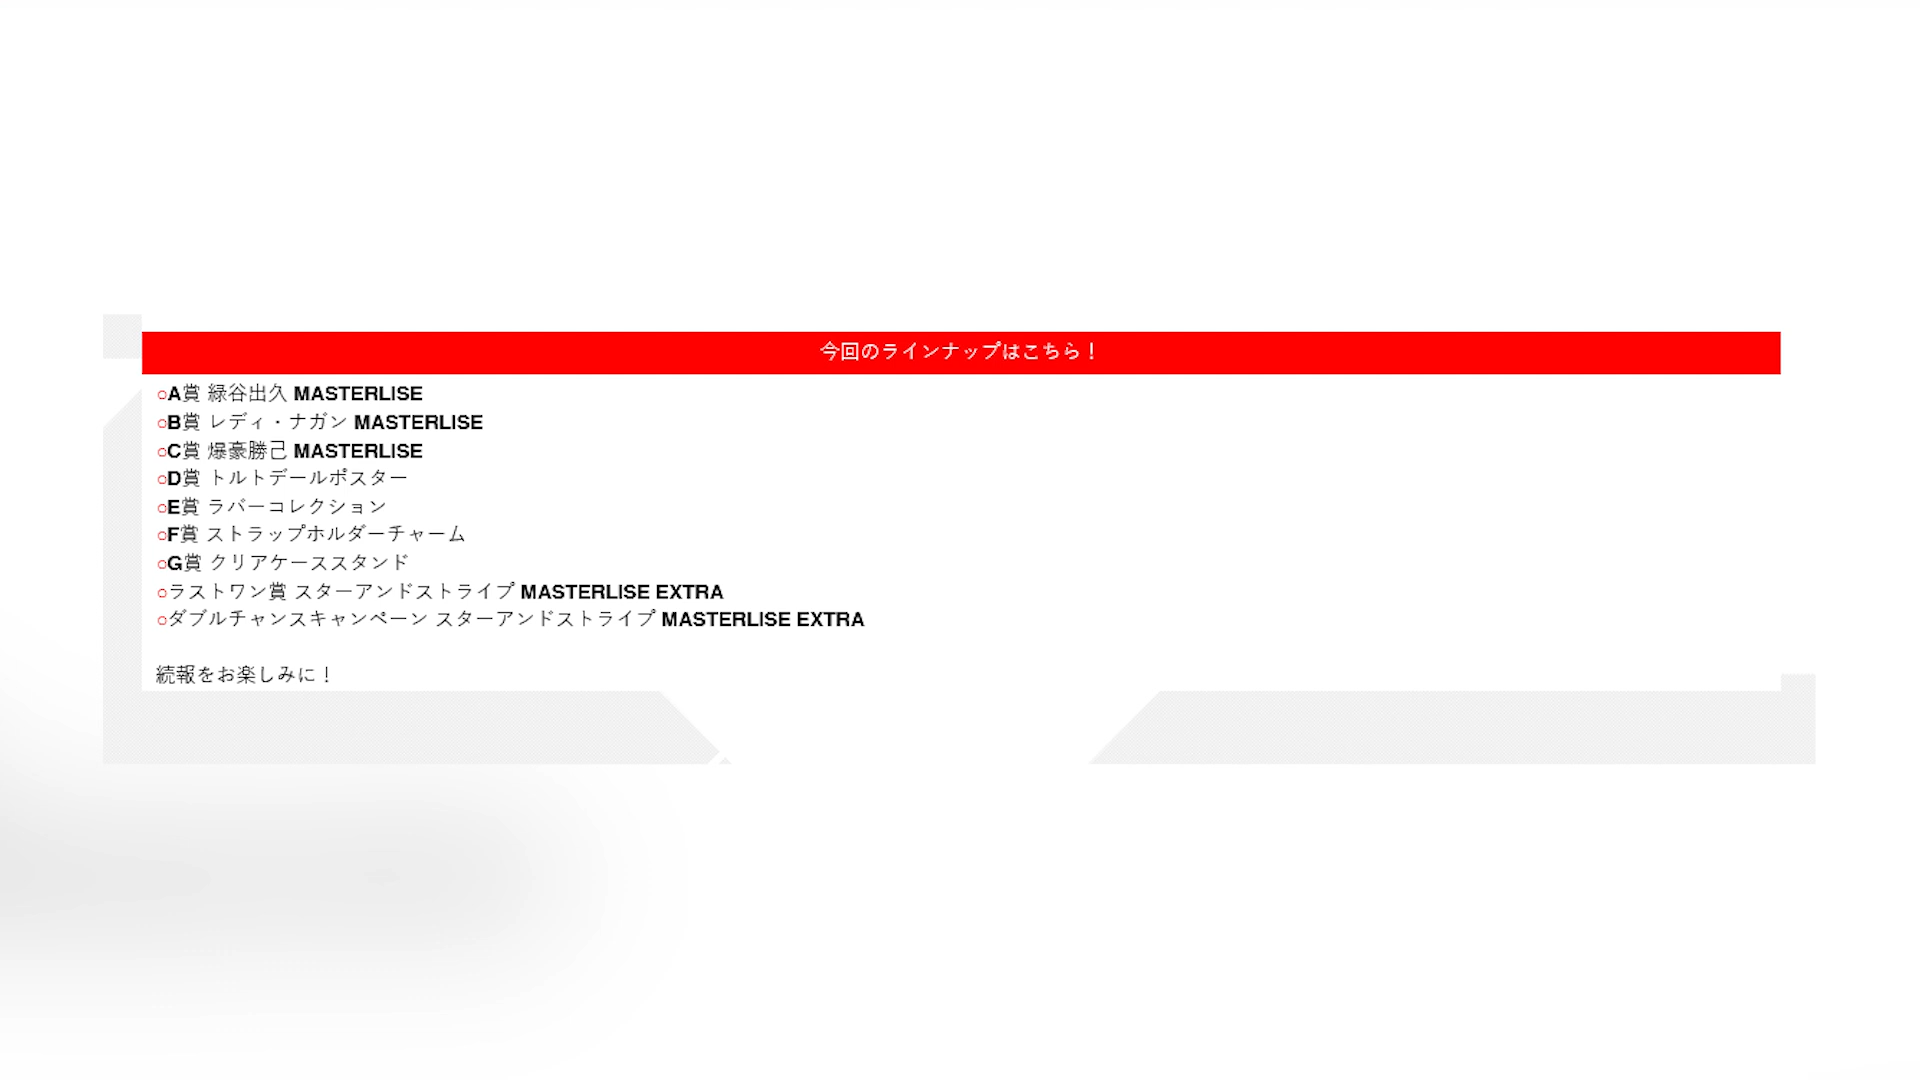 今回のラインナップはこちら！
○A賞 緑谷出久 MASTERLISE
○B賞 レディ・ナガン MASTERLISE
○C賞 爆豪勝己 MASTERLISE
○D賞 トルトデールポスター
○E賞 ラバーコレクション
○F賞 ストラップホルダーチャーム
○G賞 クリアケーススタンド
○ラストワン賞 スターアンドストライプ MASTERLISE EXTRA
○ダブルチャンスキャンペーン スターアンドストライプ MASTERLISE EXTRA
続報をお楽しみに！